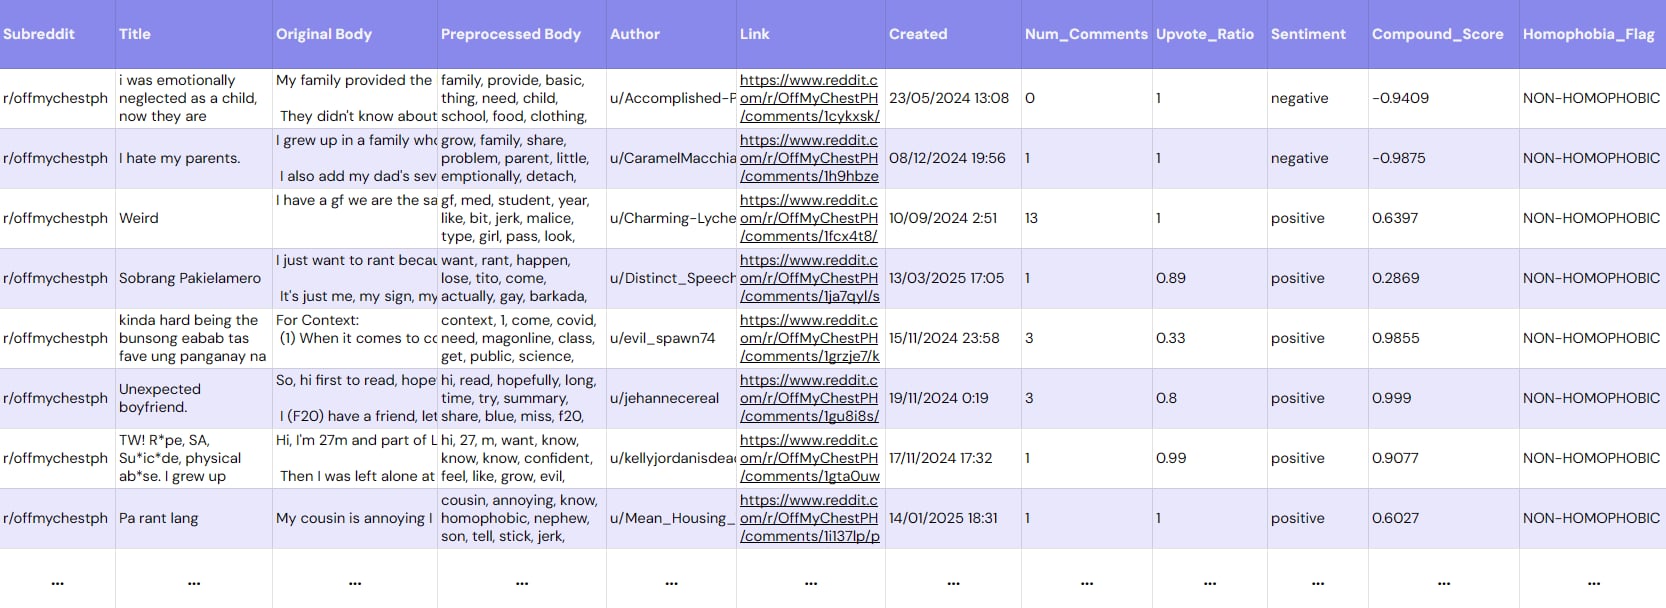 Subreddit Title Original Body Preprocessed Body Author Link Created Num_Comments Upvote_Ratio Sentiment Compound_Score Homophobia_Flag
r/offmychestph
i was emotionally
neglected as a child,
now they are
My family provided the
They didn't know about
family, provide, basic,
thing, need, child,
school, food, clothing,
u/Accomplished-P
https://www.reddit.c
om/r/OffMyChestPH
/comments/1cykxsk/
23/05/2024 13:08
0
1
negative
-0.9409
NON-HOMOPHOBIC
r/offmychestph
I hate my parents.
I grew up in a family who
I also add my dad's sev
grow, family, share,
problem, parent, little,
emptionally, detach,
u/CaramelMacchia
https://www.reddit.c
om/r/OffMyChestPH
/comments/1h9hbze
08/12/2024 19:56
1
1
negative
-0.9875
NON-HOMOPHOBIC
r/offmychestph
Weird
I have a gf we are the sa
gf, med, student, year,
like, bit, jerk, malice,
type, girl, pass, look,
u/Charming-Lyche
https://www.reddit.c
om/r/OffMyChestPH
/comments/1fcx4t8/
10/09/2024 2:51
13
1
positive
0.6397
NON-HOMOPHOBIC
r/offmychestph
Sobrang Pakielamero
I just want to rant becau
It's just me, my sign, my
want, rant, happen,
lose, tito, come,
actually, gay, barkada,
u/Distinct_Speech
https://www.reddit.c
om/r/OffMyChestPH
/comments/1ja7qyl/s
13/03/2025 17:05
1
0.89
positive
0.2869
NON-HOMOPHOBIC
r/offmychestph
kinda hard being the
bunsong eabab tas
fave ung panganay na
For Context:
(1) When it comes to cc
context, 1, come, covid,
need, magonline, class,
get, public, science,
u/evil_spawn74
https://www.reddit.c
om/r/OffMyChestPH
/comments/1grzje7/k
15/11/2024 23:58
3
0.33
positive
0.9855
NON-HOMOPHOBIC
r/offmychestph
Unexpected
boyfriend.
So, hi first to read, hope
I (F20) have a friend, let
hi, read, hopefully, long,
time, try, summary,
share, blue, miss, f20,
u/jehannecereal
https://www.reddit.c
om/r/OffMyChestPH
/comments/1gu8i8s/
19/11/2024 0:19
3
0.8
positive
0.999
NON-HOMOPHOBIC
r/offmychestph
TW! R*pe, SA,
Su*ic*de, physical
ab*se. I grew up
Hi, I'm 27m and part of L
Then I was left alone at
hi, 27, m, want, know,
know, know, confident,
feel, like, grow, evil,
u/kellyjordanisdead
https://www.reddit.c
om/r/OffMyChestPH
/comments/1gta0uw
17/11/2024 17:32
1
0.99
positive
0.9077
NON-HOMOPHOBIC
r/offmychestph
Pa rant lang
My cousin is annoying I
cousin, annoying, know,
homophobic, nephew,
son, tell, stick, jerk,
u/Mean_Housing_
https://www.reddit.c
om/r/OffMyChestPH
/comments/1i137lp/p
14/01/2025 18:31
1
1
positive
0.6027
NON-HOMOPHOBIC
... ... ... ... ... ... ... ... ... ... ... ...